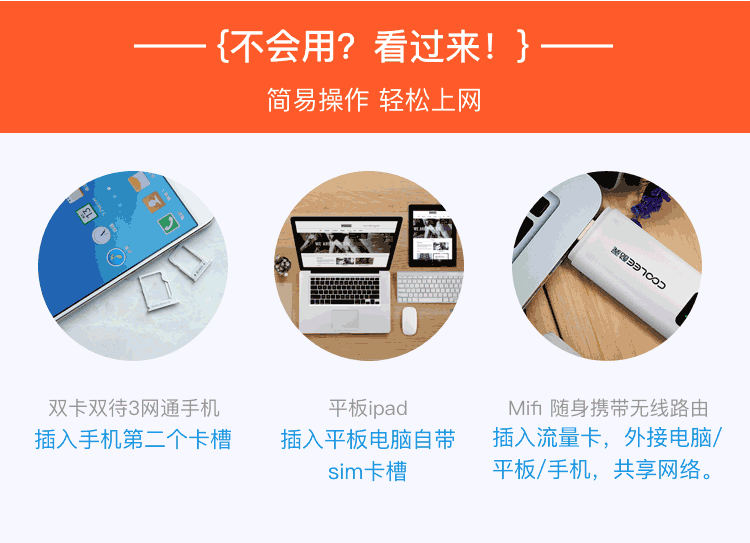 {不会用？看过来！}
简易操作 轻松上网
COOLEE智酷
双卡双待3网通手机
插入手机第二个卡槽
平板ipad
插入平板电脑自带
sim卡槽
Mifi 随身携带无线路由
插入流量卡，外接电脑/
平板/手机，共享网络。